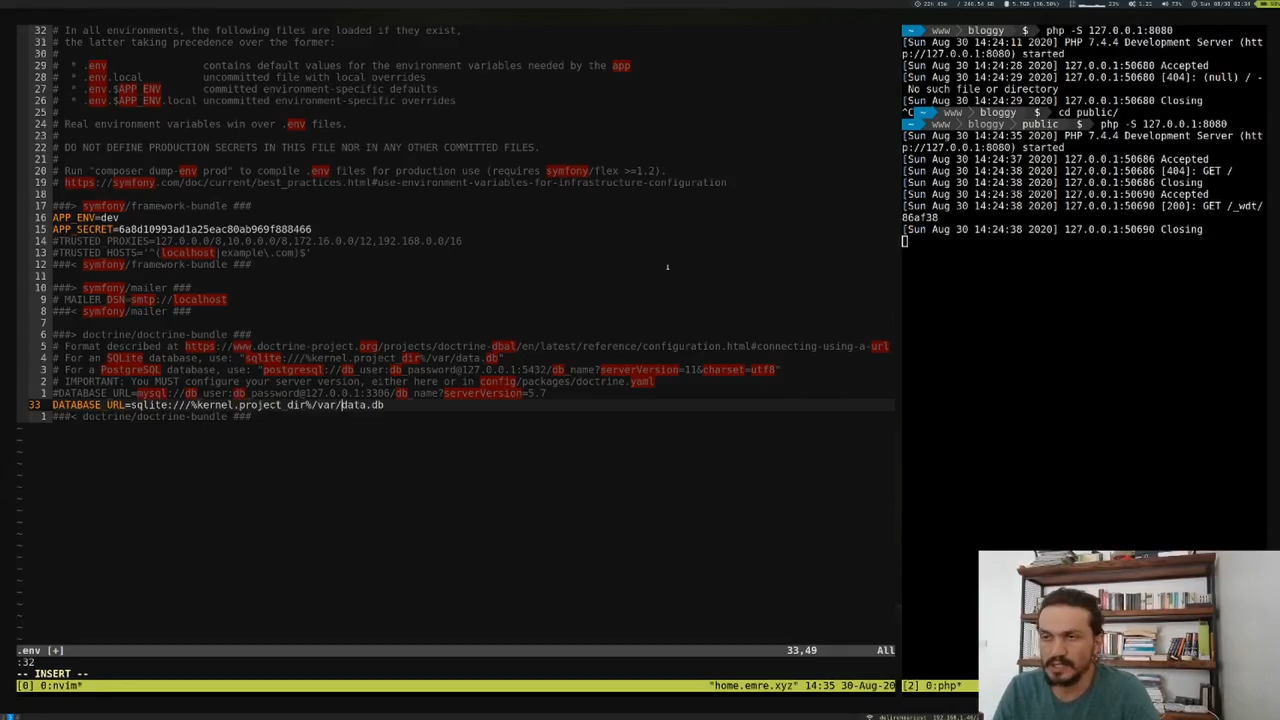 32 # In all environments, the following files are loaded if they exist,
31 # the latter taking precedence over the former:
30 #
29 #  * .env                contains default values for the environment variables needed by the app
28 #  * .env.local          uncommitted file with local overrides
27 #  * .env.$APP_ENV       committed environment-specific defaults
26 #  * .env.$APP_ENV.local uncommitted environment-specific overrides
25 #
24 # Real environment variables win over .env files.
23 #
22 # DO NOT DEFINE PRODUCTION SECRETS IN THIS FILE NOR IN ANY OTHER COMMITTED FILES.
21 #
20 # Run "composer dump-env prod" to compile .env files for production use (requires symfony/flex >=1.2).
19 # https://symfony.com/doc/current/best_practices.html#use-environment-variables-for-infrastructure-configuration
18
17 ###> symfony/framework-bundle ###
16 APP_ENV=dev
15 APP_SECRET=6a8d10993ad1a25eac80ab969f888466
14 #TRUSTED_PROXIES=127.0.0.0/8,10.0.0.0/8,172.16.0.0/12,192.168.0.0/16
13 #TRUSTED_HOSTS='^(localhost|example\.com)$'
12 ###< symfony/framework-bundle ###
11
10 ###> symfony/mailer ###
9 # MAILER_DSN=smtp://localhost
8 ###< symfony/mailer ###
7
6 ###> doctrine/doctrine-bundle ###
5 # Format described at https://www.doctrine-project.org/projects/doctrine-dbal/en/latest/reference/configuration.html#connecting-using-a-url
4 # For an SQLite database, use: "sqlite:///%kernel.project_dir%/var/data.db"
3 # For a PostgreSQL database, use: "postgresql://db_user:db_password@127.0.0.1:5432/db_name?serverVersion=11&charset=utf8"
2 # IMPORTANT: You MUST configure your server version, either here or in config/packages/doctrine.yaml
1 #DATABASE_URL=mysql://db_user:db_password@127.0.0.1:3306/db_name?serverVersion=5.7
33 DATABASE_URL=sqlite:///%kernel.project_dir%/var/data.db
1 ###< doctrine/doctrine-bundle ###
.env [+] 33,49 All
:32
-- INSERT --
[0] 0:nvim* "home.emre.xyz" 14:35 30-Aug-20
~ www bloggy $ php -S 127.0.0.1:8080
[Sun Aug 30 14:24:11 2020] PHP 7.4.4 Development Server (htt
p://127.0.0.1:8080) started
[Sun Aug 30 14:24:28 2020] 127.0.0.1:50680 Accepted
[Sun Aug 30 14:24:29 2020] 127.0.0.1:50680 [404]: (null) / -
No such file or directory
[Sun Aug 30 14:24:29 2020] 127.0.0.1:50680 Closing
^C ~ www bloggy $ cd public/
~ www bloggy public $ php -S 127.0.0.1:8080
[Sun Aug 30 14:24:35 2020] PHP 7.4.4 Development Server (htt
p://127.0.0.1:8080) started
[Sun Aug 30 14:24:37 2020] 127.0.0.1:50686 Accepted
[Sun Aug 30 14:24:38 2020] 127.0.0.1:50686 [404]: GET /
[Sun Aug 30 14:24:38 2020] 127.0.0.1:50686 Closing
[Sun Aug 30 14:24:38 2020] 127.0.0.1:50690 Accepted
[Sun Aug 30 14:24:38 2020] 127.0.0.1:50690 [200]: GET /_wdt/
86af38
[Sun Aug 30 14:24:38 2020] 127.0.0.1:50690 Closing
[2] 0:php*